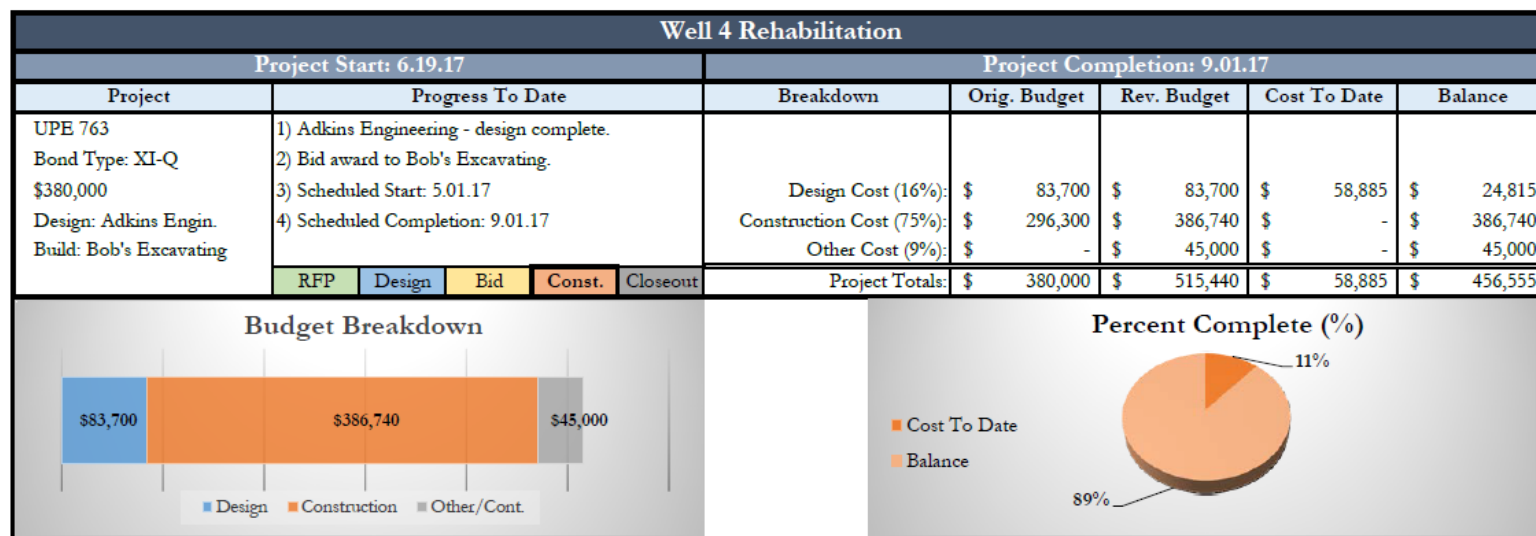 Well 4 Rehabilitation
Project Start: 6.19.17 Project Completion: 9.01.17
Project Progress To Date Breakdown Orig. Budget Rev. Budget Cost To Date Balance
UPE 763 1) Adkins Engineering - design complete.
Bond Type: XI-Q 2) Bid award to Bob's Excavating.
$380,000 3) Scheduled Start: 5.01.17 Design Cost (16%): $ 83,700 $ 83,700 $ 58,885 $ 24,815
Design: Adkins Engin. 4) Scheduled Completion: 9.01.17 Construction Cost (75%): $ 296,300 $ 386,740 $ - $ 386,740
Build: Bob's Excavating Other Cost (9%): $ - $ 45,000 $ - $ 45,000
RFP Design Bid Const. Closeout Project Totals: $ 380,000 $ 515,440 $ 58,885 $ 456,555
Budget Breakdown
$83,700 $386,740 $45,000
Design Construction Other/Cont.
Percent Complete (%)
11%
Cost To Date
Balance
89%